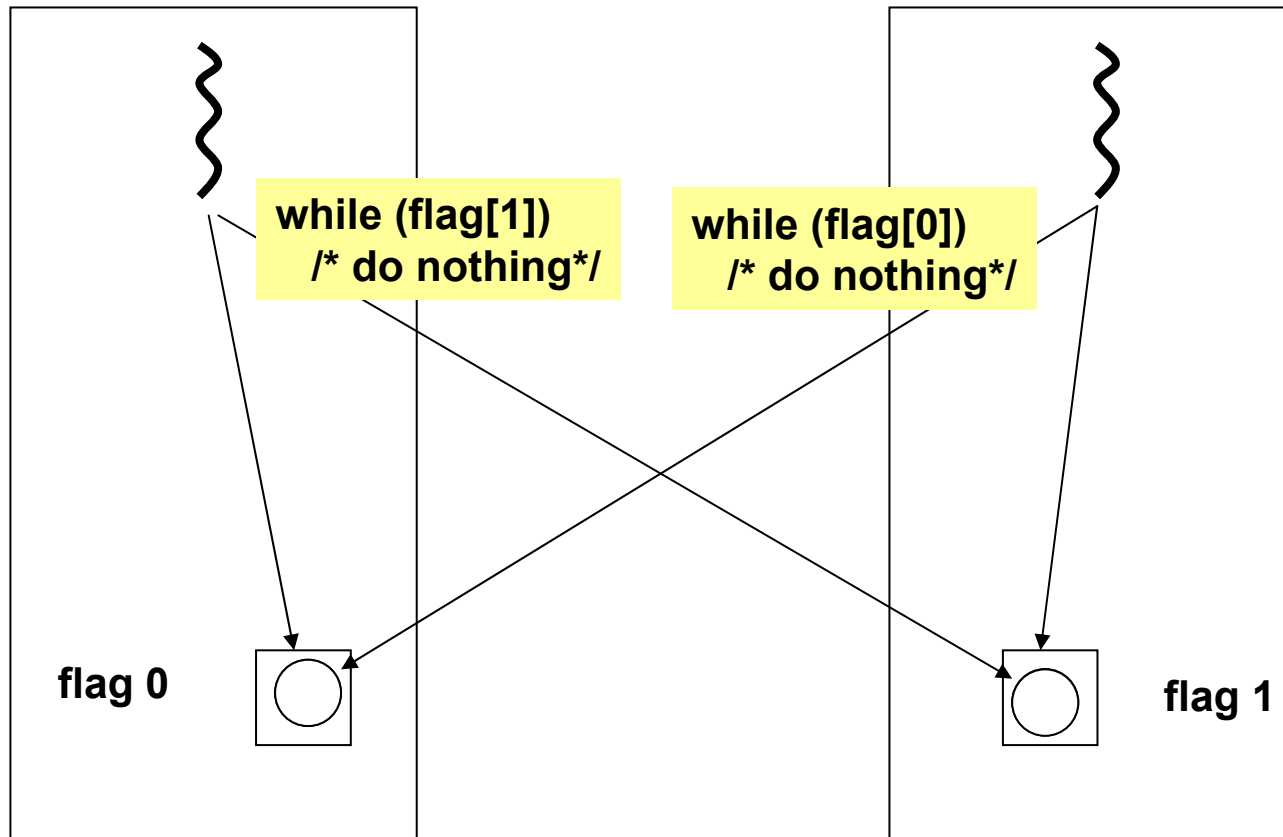 while (flag[1])
/* do nothing*/
while (flag[0])
/* do nothing*/
flag 0
flag 1